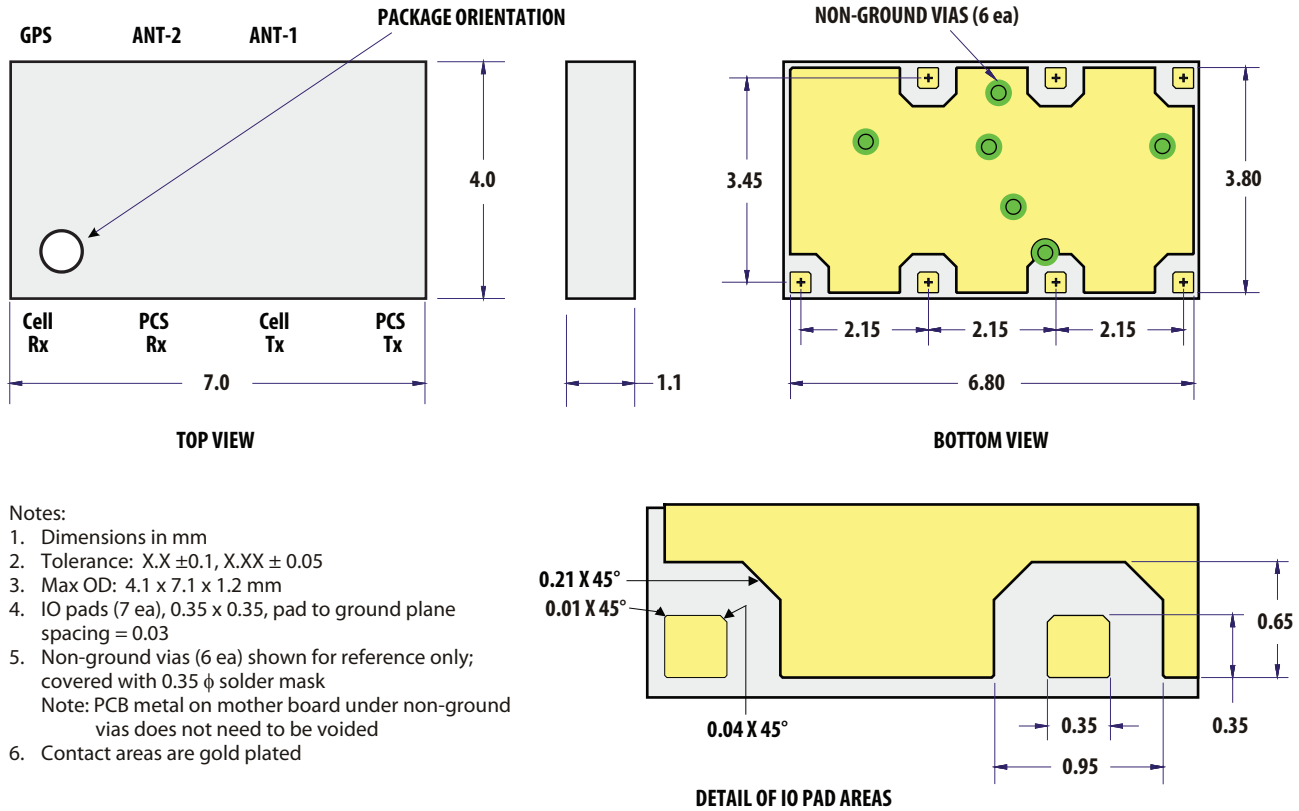 PACKAGE ORIENTATION
GPS
ANT-2
ANT-1
4.0
Cell
Rx
PCS
Rx
Cell
Tx
PCS
Tx
7.0
TOP VIEW
1.1
NON-GROUND VIAS (6 ea)
3.45
3.80
2.15
2.15
2.15
6.80
BOTTOM VIEW
Notes:
1. Dimensions in mm
2. Tolerance: X.X ±0.1, X.XX ± 0.05
3. Max OD: 4.1 x 7.1 x 1.2 mm
4. IO pads (7 ea), 0.35 x 0.35, pad to ground plane
spacing = 0.03
5. Non-ground vias (6 ea) shown for reference only;
covered with 0.35 ϕ solder mask
Note: PCB metal on mother board under non-ground
vias does not need to be voided
6. Contact areas are gold plated
0.21 X 45°
0.01 X 45°
0.04 X 45°
0.65
0.35
0.35
0.95
DETAIL OF IO PAD AREAS